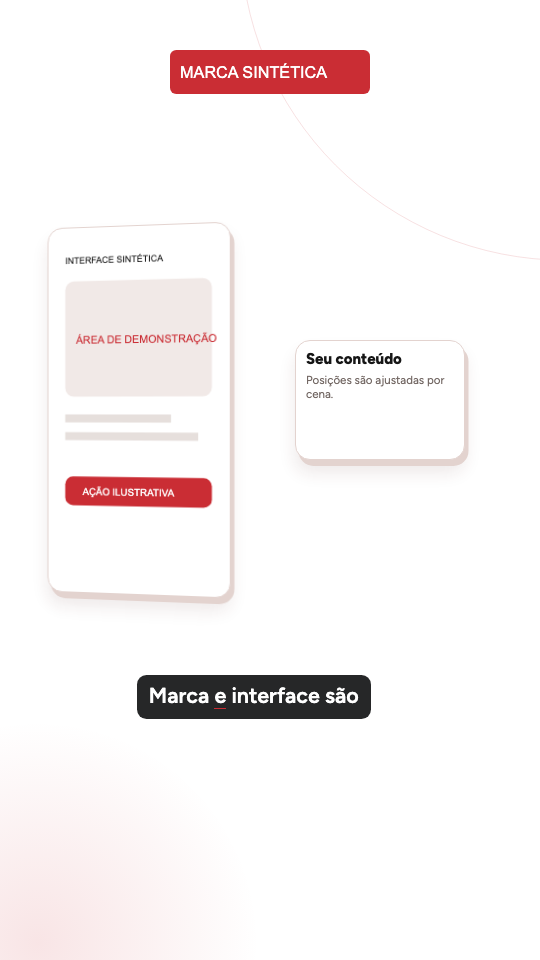 MARCA SINTÉTICA
INTERFACE SINTÉTICA
ÁREA DE DEMONSTRAÇÃO
AÇÃO ILUSTRATIVA
Seu conteúdo
Posições são ajustadas por
cena.
Marca e interface são